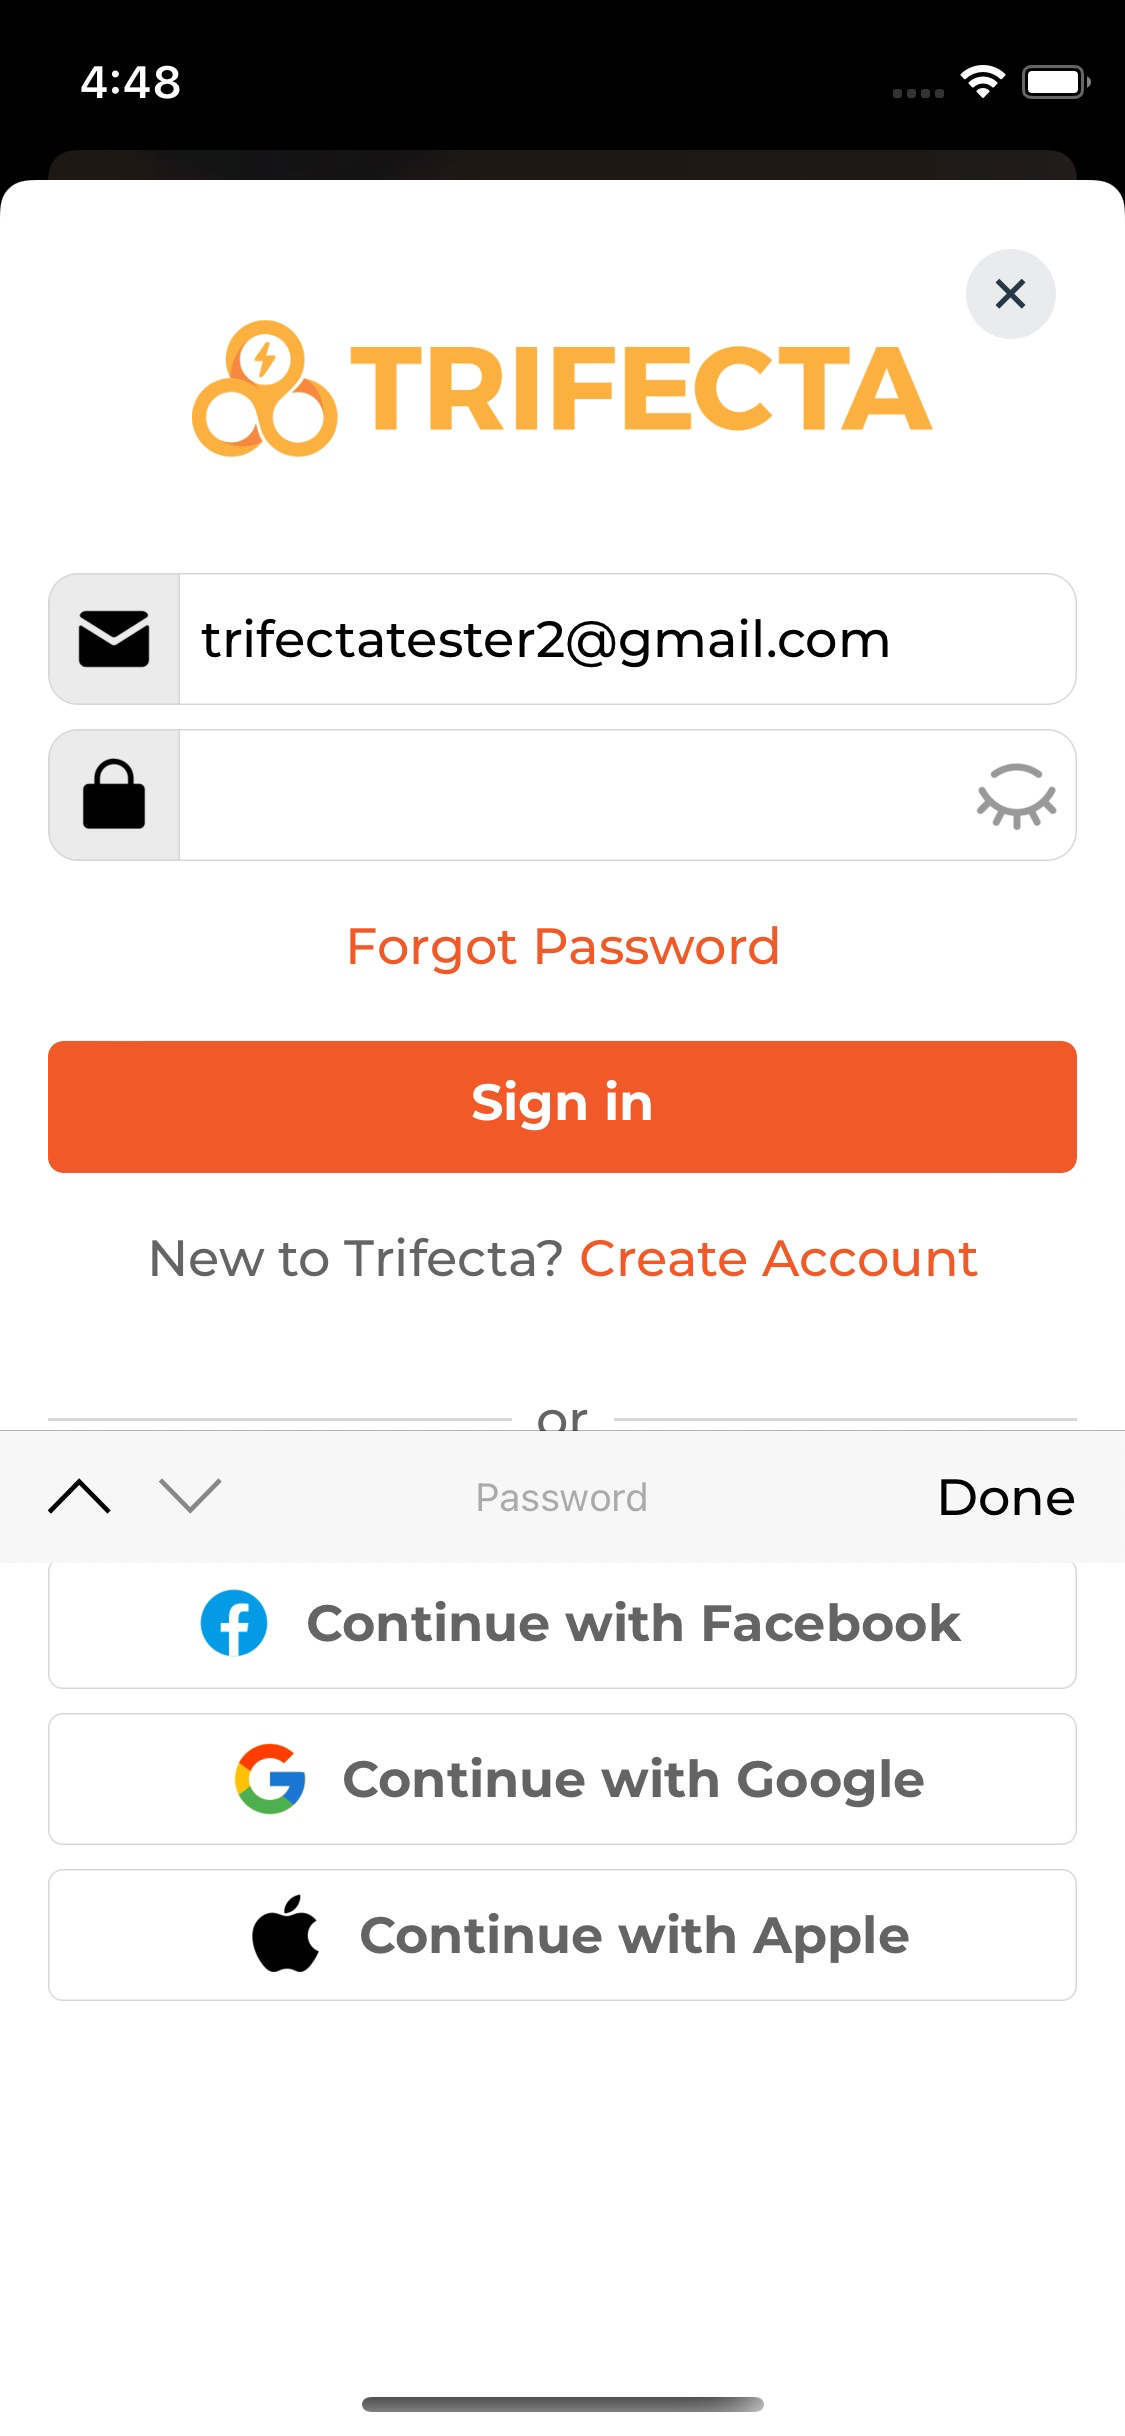 4:48
TRIFECTA
trifectatester2@gmail.com
Forgot Password
Sign in
New to Trifecta? Create Account
or
Password
Done
Continue with Facebook
Continue with Google
Continue with Apple